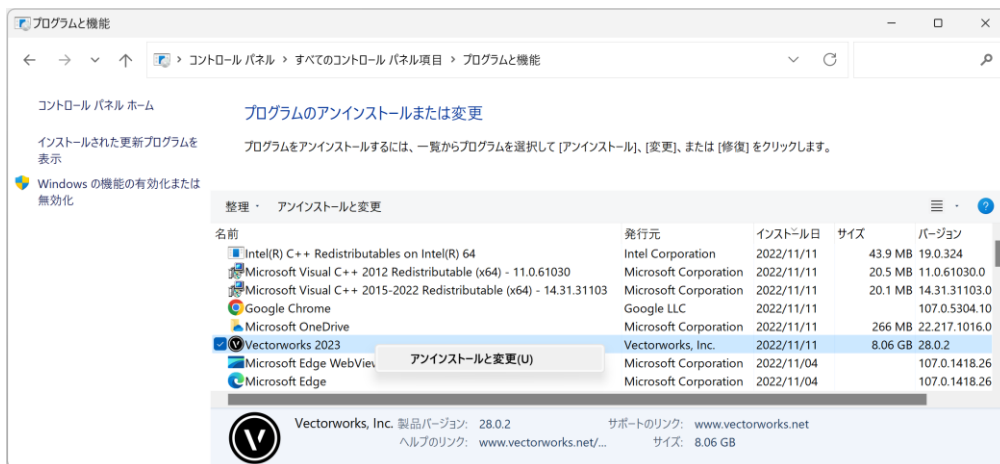 プログラムと機能
コントロール パネル › すべてのコントロール パネル項目 › プログラムと機能
コントロール パネル ホーム
インストールされた更新プログラムを
表示
Windows の機能の有効化または
無効化
プログラムのアンインストールまたは変更
プログラムをアンインストールするには、一覧からプログラムを選択して [アンインストール]、[変更]、または [修復] をクリックします。
整理 アンインストールと変更
名前 発行元 インストール日 サイズ バージョン
Intel(R) C++ Redistributables on Intel(R) 64 Intel Corporation 2022/11/11 43.9 MB 19.0.324
Microsoft Visual C++ 2012 Redistributable (x64) - 11.0.61030 Microsoft Corporation 2022/11/11 20.5 MB 11.0.61030.0
Microsoft Visual C++ 2015-2022 Redistributable (x64) - 14.31.31103 Microsoft Corporation 2022/11/11 20.1 MB 14.31.31103.0
Google Chrome Google LLC 2022/11/11 107.0.5304.10
Microsoft OneDrive Microsoft Corporation 2022/11/11 266 MB 22.217.1016.0
Vectorworks 2023 Vectorworks, Inc. 2022/11/11 8.06 GB 28.0.2
アンインストールと変更(U)
Microsoft Edge WebView Microsoft Corporation 2022/11/04 107.0.1418.26
Microsoft Edge Microsoft Corporation 2022/11/04 107.0.1418.26
Vectorworks, Inc. 製品バージョン: 28.0.2 サポートのリンク: www.vectorworks.net
ヘルプのリンク: www.vectorworks.net/... サイズ: 8.06 GB